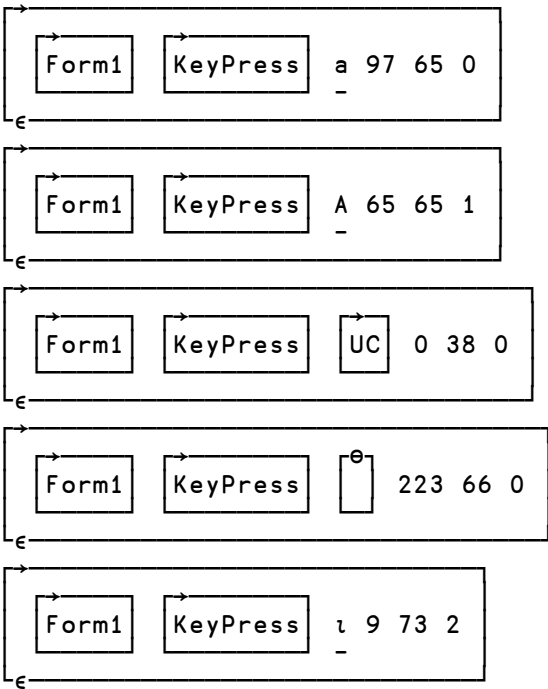 Form1 KeyPress a 97 65 0
Form1 KeyPress A 65 65 1
Form1 KeyPress UC 0 38 0
Form1 KeyPress 223 66 0
Form1 KeyPress ⍳ 9 73 2